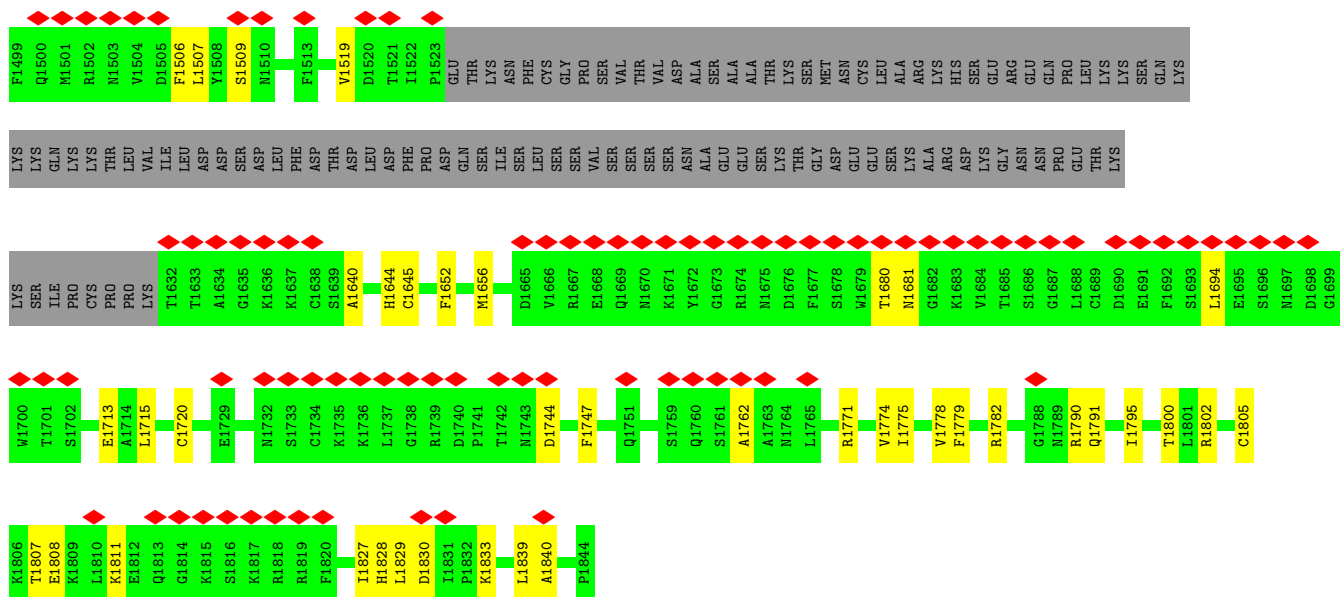 F1499 Q1500 M1501 R1502 N1503 V1504 D1505 F1506 L1507 Y1508 S1509 N1510 F1513 V1519 D1520 T1521 I1522 P1523 GLU THR LYS ASN PHE CYS GLY PRO SER VAL THR VAL ASP ALA SER ALA ALA THR LYS SER MET ASN CYS LEU ALA ARG LYS HIS SER GLU ARG GLU GLN PRO LEU LYS LYS SER GLN LYS
LYS LYS GLN LYS LYS THR LEU VAL ILE LEU ASP ASP SER ASP LEU PHE ASP THR ASP LEU ASP PHE PRO ASP GLN SER ILE SER LEU SER SER VAL SER SER SER SER ASN ALA GLU GLU SER LYS THR GLY ASP GLU GLU SER LYS ALA ARG ASP LYS GLY ASN ASN PRO GLU THR LYS
LYS SER ILE PRO CYS PRO PRO LYS T1632 T1633 A1634 G1635 K1636 K1637 C1638 S1639 A1640 H1644 C1645 F1652 M1656 D1665 V1666 R1667 E1668 Q1669 N1670 K1671 Y1672 G1673 R1674 N1675 D1676 F1677 S1678 W1679 T1680 N1681 G1682 K1683 V1684 T1685 S1686 G1687 L1688 C1689 D1690 E1691 F1692 S1693 L1694 E1695 S1696 N1697 D1698 G1699
W1700 T1701 S1702 E1713 A1714 L1715 C1720 E1729 N1732 S1733 C1734 K1735 K1736 L1737 G1738 R1739 D1740 P1741 T1742 N1743 D1744 F1747 Q1751 S1759 Q1760 S1761 A1762 A1763 N1764 L1765 R1771 V1774 I1775 V1778 F1779 R1782 G1788 N1789 R1790 Q1791 I1795 T1800 L1801 R1802 C1805
K1806 T1807 E1808 K1809 L1810 K1811 E1812 Q1813 G1814 K1815 S1816 K1817 R1818 R1819 F1820 I1827 H1828 L1829 D1830 I1831 P1832 K1833 L1839 A1840 P1844